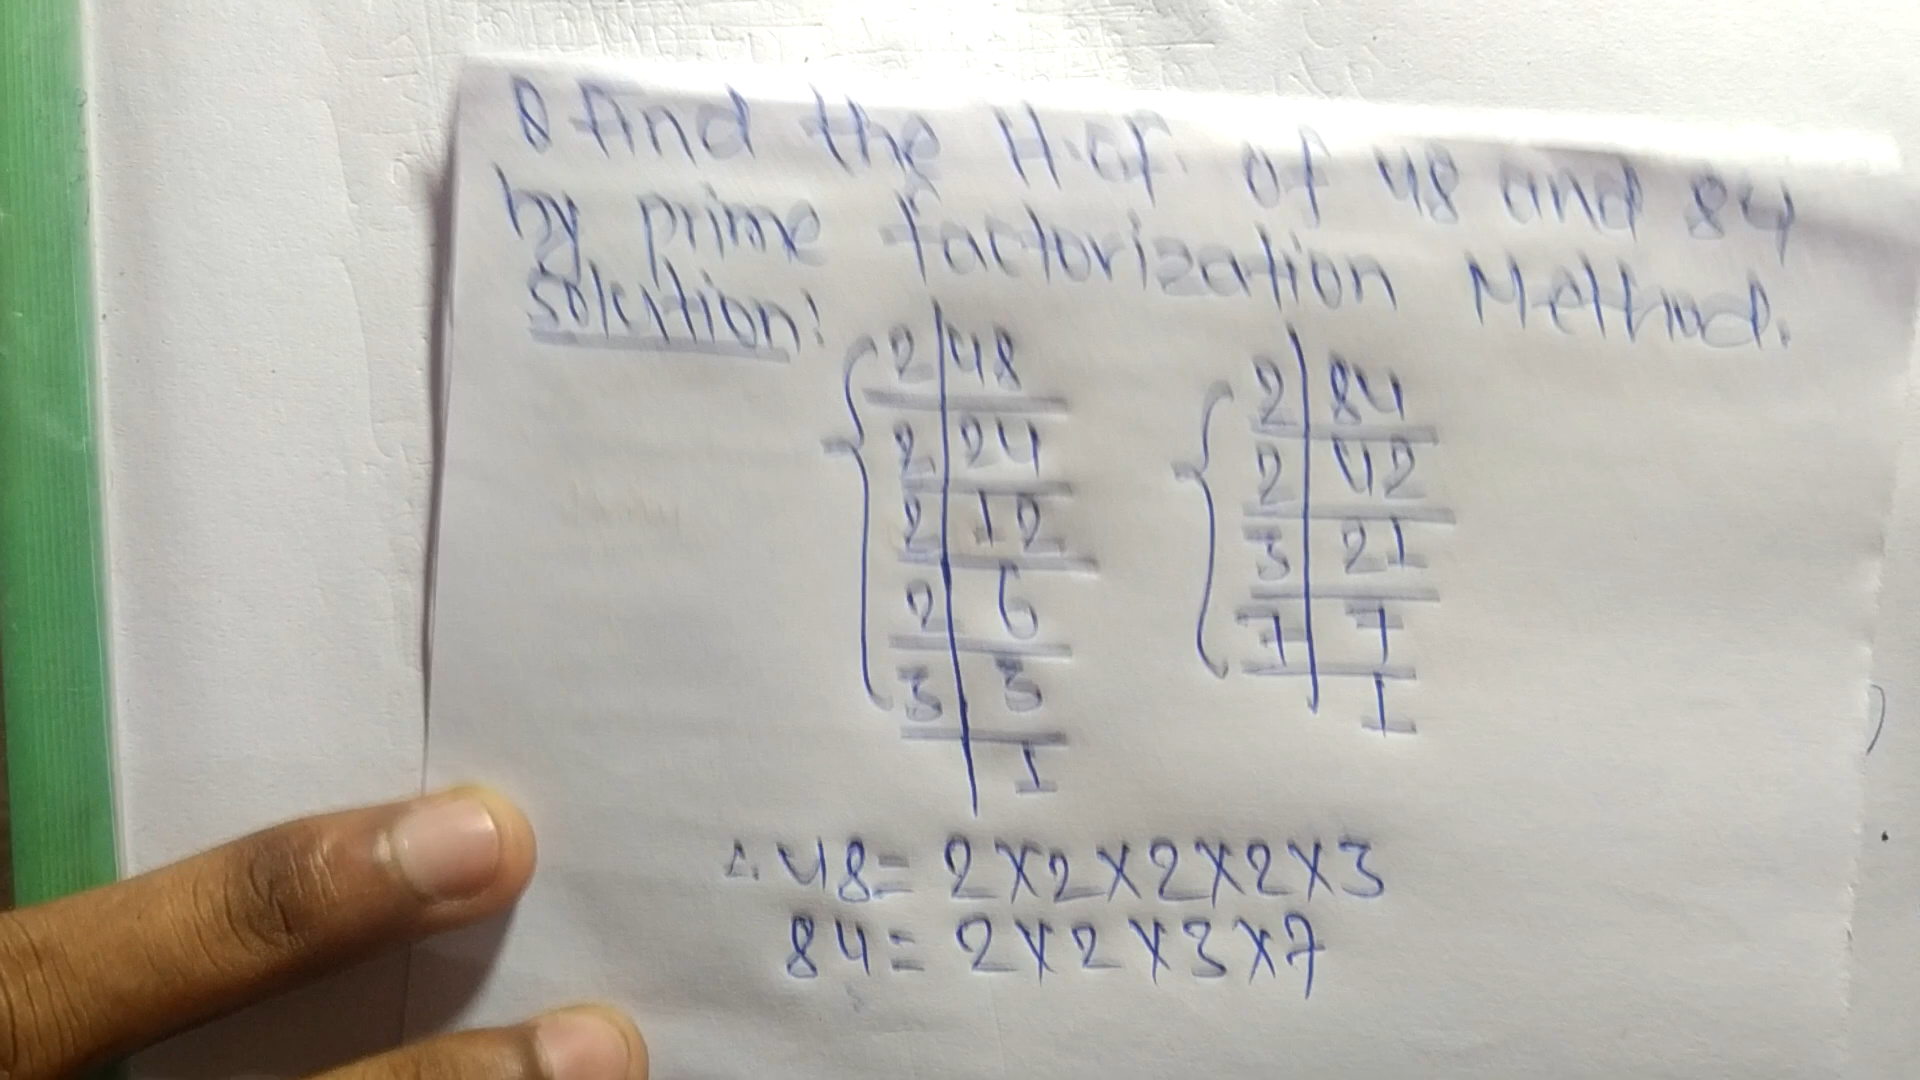 Q find the H.CF. of 48 and 84
by prime factorization Method.
solution:
2 48
2 24
2 12
2 6
3 3
1
2 84
2 42
3 21
7 7
1
∴ 48 = 2×2×2×2×3
84 = 2×2×3×7